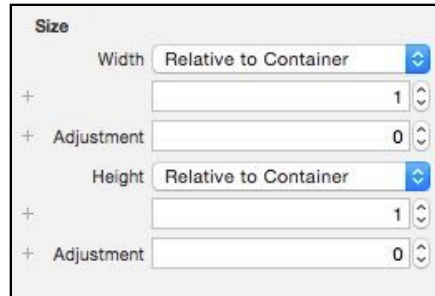 Size
Width Relative to Container
+ 1
+ Adjustment 0
Height Relative to Container
+ 1
+ Adjustment 0